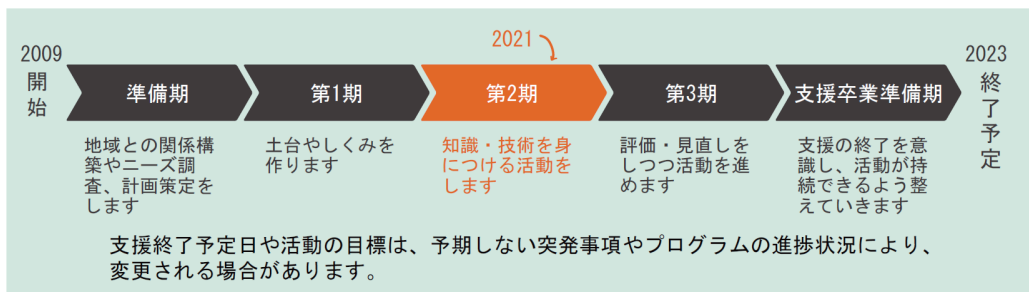 2021
2009
開始
準備期
第1期
第2期
第3期
支援卒業準備期
2023
終了予定
地域との関係構
築やニーズ調
査、計画策定を
します
土台やしくみを
作ります
知識・技術を身
につける活動を
します
評価・見直しを
しつつ活動を進
めます
支援の終了を意
識し、活動が持
続できるよう整
えていきます
支援終了予定日や活動の目標は、予期しない突発事項やプログラムの進捗状況により、
変更される場合があります。